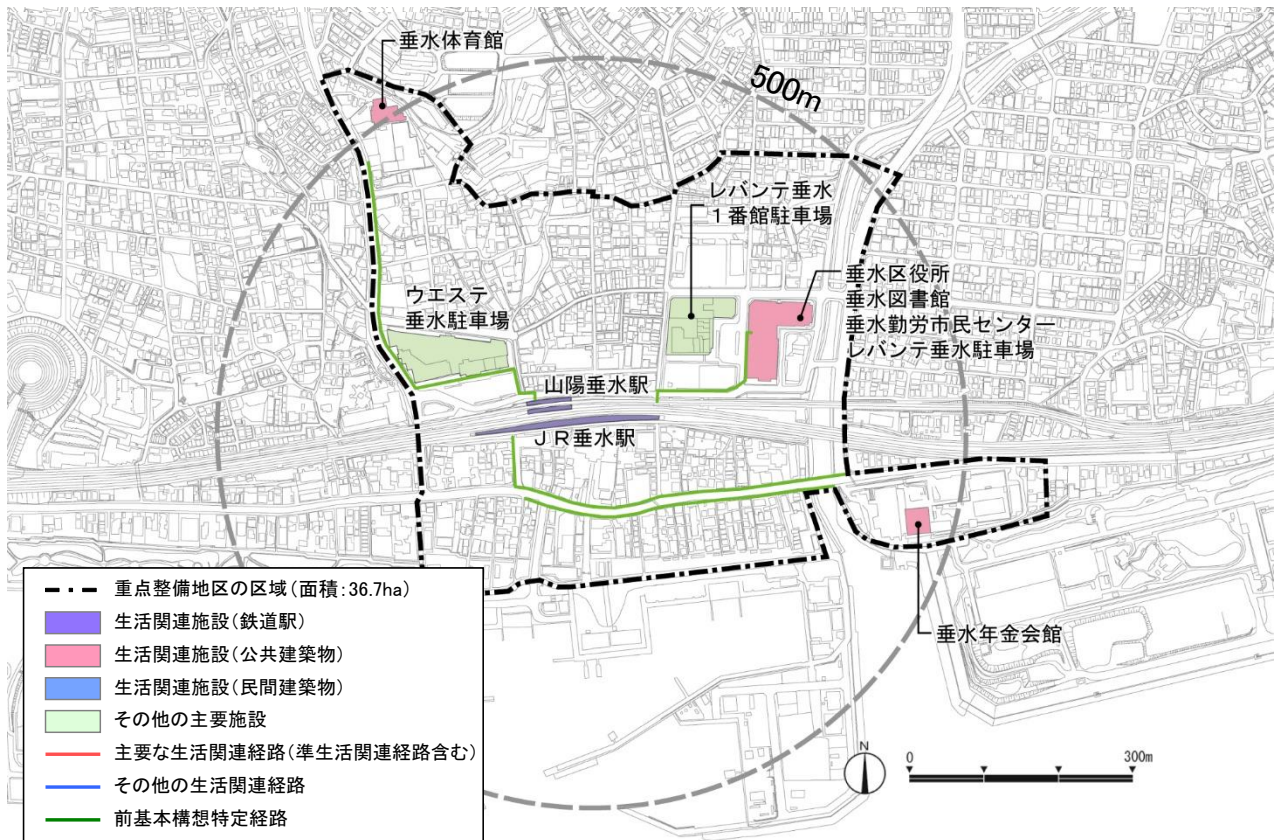 垂水体育館
500m
レバンテ垂水
１番館駐車場
垂水区役所
垂水図書館
垂水勤労市民センター
レバンテ垂水駐車場
ウエステ
垂水駐車場
山陽垂水駅
ＪＲ垂水駅
垂水年金会館
重点整備地区の区域(面積:36.7ha)
生活関連施設(鉄道駅)
生活関連施設(公共建築物)
生活関連施設(民間建築物)
その他の主要施設
主要な生活関連経路(準生活関連経路含む)
その他の生活関連経路
前基本構想特定経路
N
0
300m